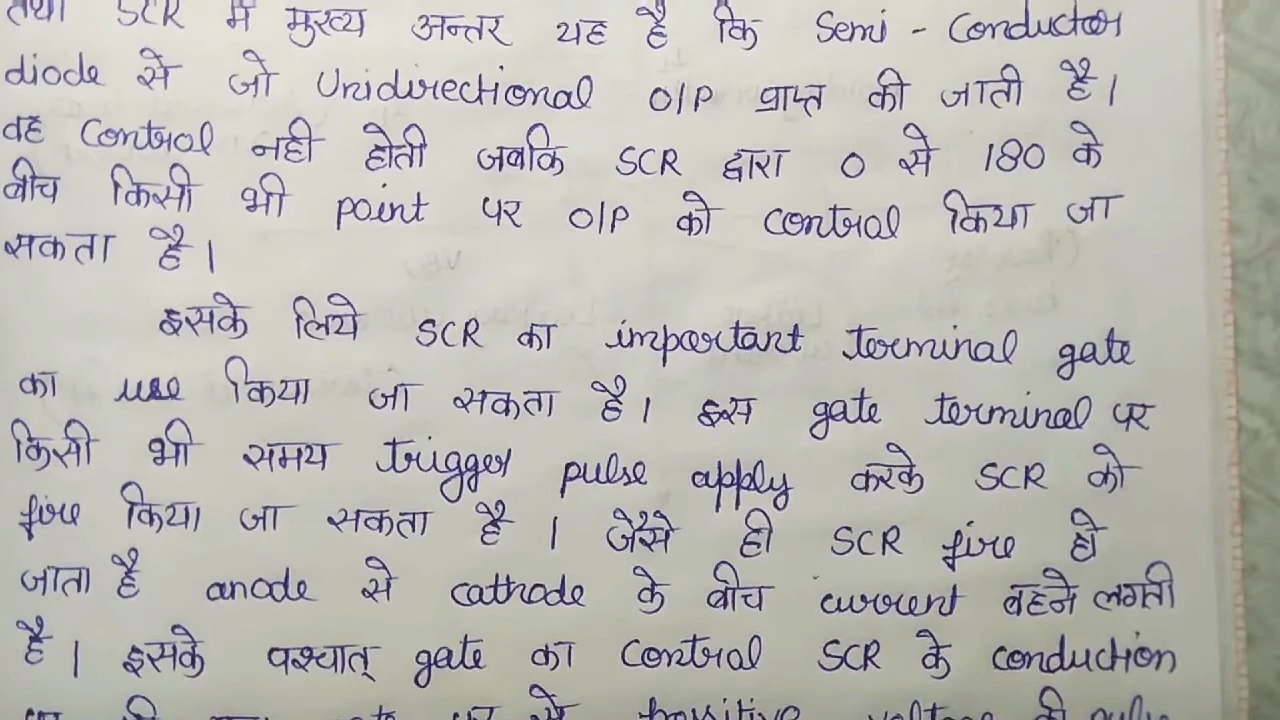 तथा SCR में मुख्य अन्तर यह है कि Semi - Conductor
diode से जो Unidirectional O/P प्राप्त की जाती है।
वह Control नही होती जबकि SCR द्वारा 0 से 180 के
बीच किसी भी point पर O/P को control किया जा
सकता है।
इसके लिये SCR का important terminal gate
का use किया जा सकता है। इस gate terminal पर
किसी भी समय trigger pulse apply करके SCR को
fire किया जा सकता है। जैसे ही SCR fire हो
जाता है anode से cathode के बीच current बहने लगती
है। इसके पश्चात् gate का control SCR के conduction